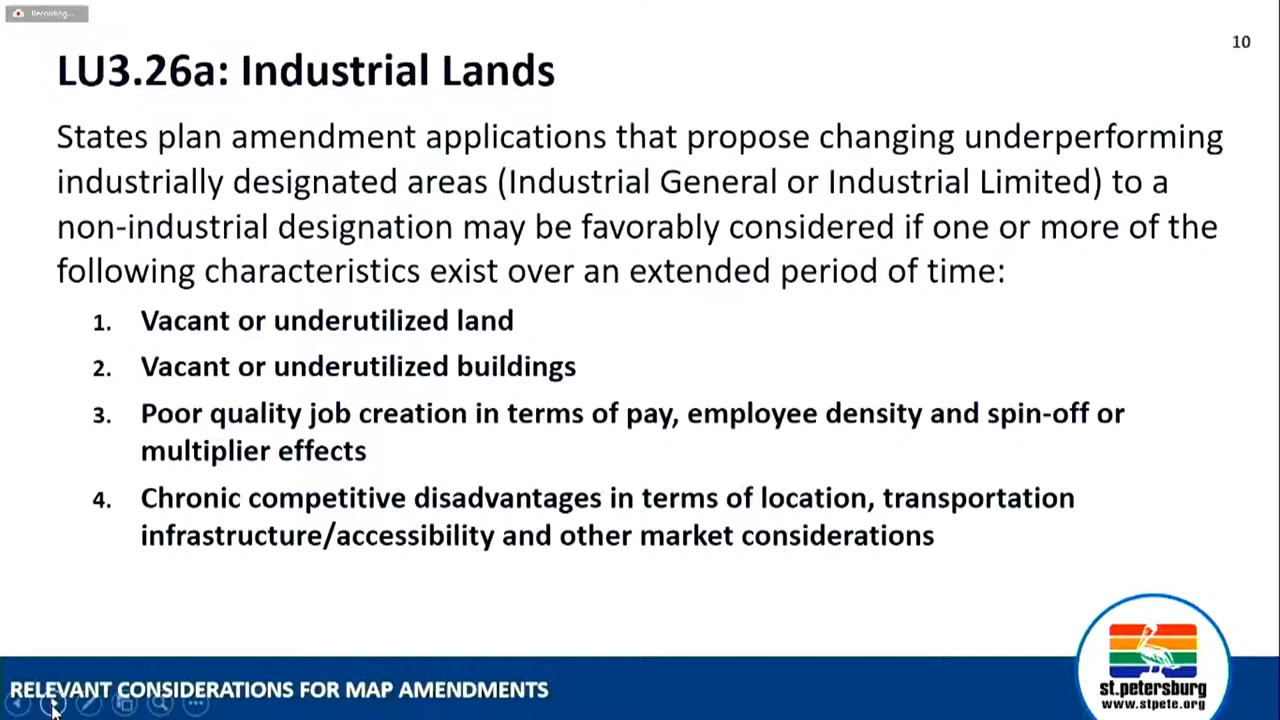 Recording...
10
LU3.26a: Industrial Lands
States plan amendment applications that propose changing underperforming
industrially designated areas (Industrial General or Industrial Limited) to a
non-industrial designation may be favorably considered if one or more of the
following characteristics exist over an extended period of time:
1. Vacant or underutilized land
2. Vacant or underutilized buildings
3. Poor quality job creation in terms of pay, employee density and spin-off or
multiplier effects
4. Chronic competitive disadvantages in terms of location, transportation
infrastructure/accessibility and other market considerations
RELEVANT CONSIDERATIONS FOR MAP AMENDMENTS
st.petersburg
www.stpete.org